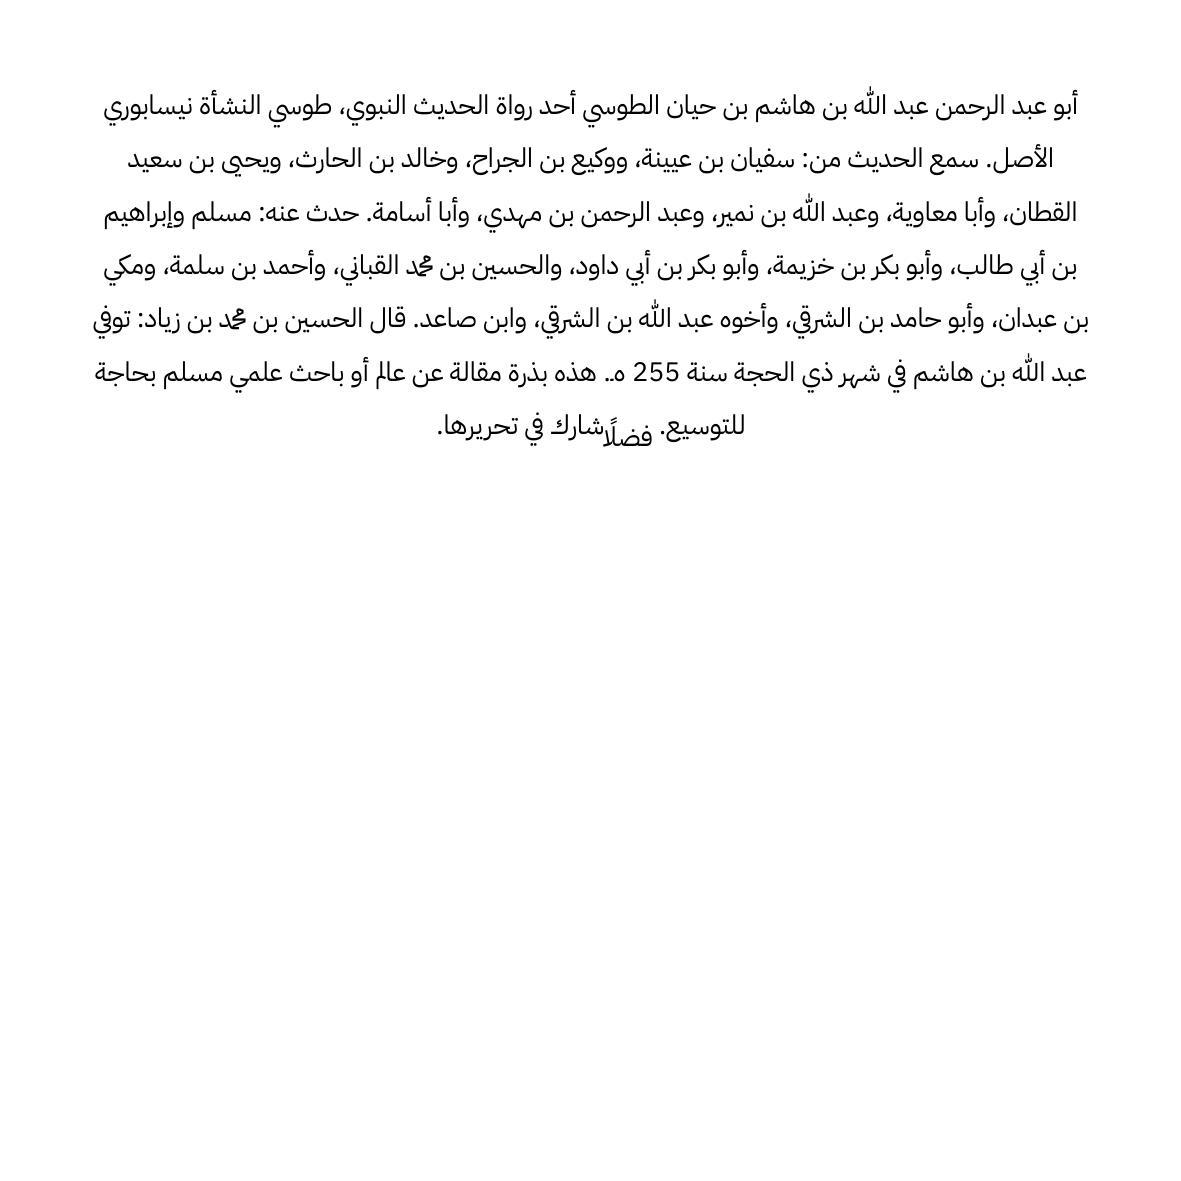 أبو عبد الرحمن عبد الله بن هاشم بن حيان الطوسي أحد رواة الحديث النبوي، طوسي النشأة نيسابوري
الأصل. سمع الحديث من: سفيان بن عيينة، ووكيع بن الجراح، وخالد بن الحارث، ويحيى بن سعيد
القطان، وأبا معاوية، وعبد الله بن نمير، وعبد الرحمن بن مهدي، وأبا أسامة. حدث عنه: مسلم وإبراهيم
بن أبي طالب، وأبو بكر بن خزيمة، وأبو بكر بن أبي داود، والحسين بن محمد القباني، وأحمد بن سلمة، ومكي
بن عبدان، وأبو حامد بن الشرقي، وأخوه عبد الله بن الشرقي، وابن صاعد. قال الحسين بن محمد بن زياد: توفي
عبد الله بن هاشم في شهر ذي الحجة سنة 255 ه. هذه بذرة مقالة عن عالم أو باحث علمي مسلم بحاجة
للتوسيع. فضلًا شارك في تحريرها.